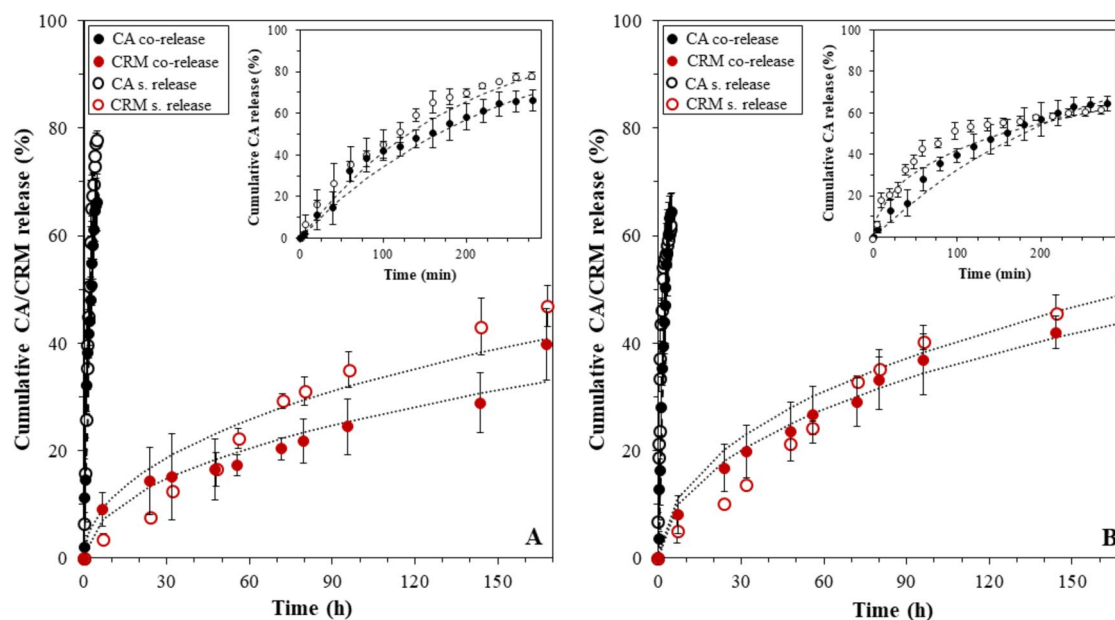 100
80
60
40
20
0
Cumulative CA/CRM release (%)
CA co-release
CRM co-release
CA s. release
CRM s. release
100
80
60
40
20
0
Cumulative CA release (%)
0
100
200
Time (min)
A
0
30
60
90
120
150
Time (h)
100
80
60
40
20
0
Cumulative CA/CRM release (%)
CA co-release
CRM co-release
CA s. release
CRM s. release
100
80
60
40
20
0
Cumulative CA release (%)
0
100
200
Time (min)
B
0
30
60
90
120
150
Time (h)